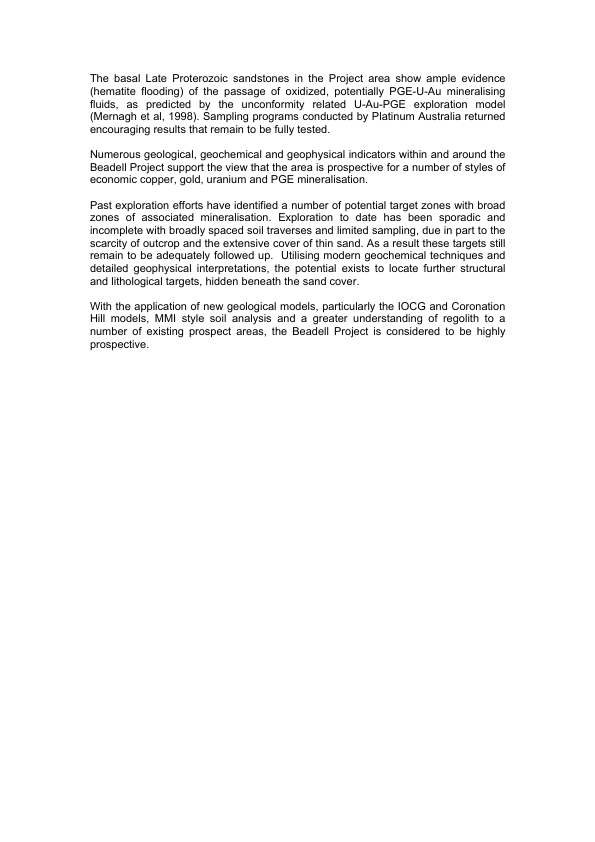 The basal Late Proterozoic sandstones in the Project area show ample evidence
(hematite flooding) of the passage of oxidized, potentially PGE-U-Au mineralising
fluids, as predicted by the unconformity related U-Au-PGE exploration model
(Mernagh et al, 1998). Sampling programs conducted by Platinum Australia returned
encouraging results that remain to be fully tested.
Numerous geological, geochemical and geophysical indicators within and around the
Beadell Project support the view that the area is prospective for a number of styles of
economic copper, gold, uranium and PGE mineralisation.
Past exploration efforts have identified a number of potential target zones with broad
zones of associated mineralisation. Exploration to date has been sporadic and
incomplete with broadly spaced soil traverses and limited sampling, due in part to the
scarcity of outcrop and the extensive cover of thin sand. As a result these targets still
remain to be adequately followed up.  Utilising modern geochemical techniques and
detailed geophysical interpretations, the potential exists to locate further structural
and lithological targets, hidden beneath the sand cover.
With the application of new geological models, particularly the IOCG and Coronation
Hill models, MMI style soil analysis and a greater understanding of regolith to a
number of existing prospect areas, the Beadell Project is considered to be highly
prospective.